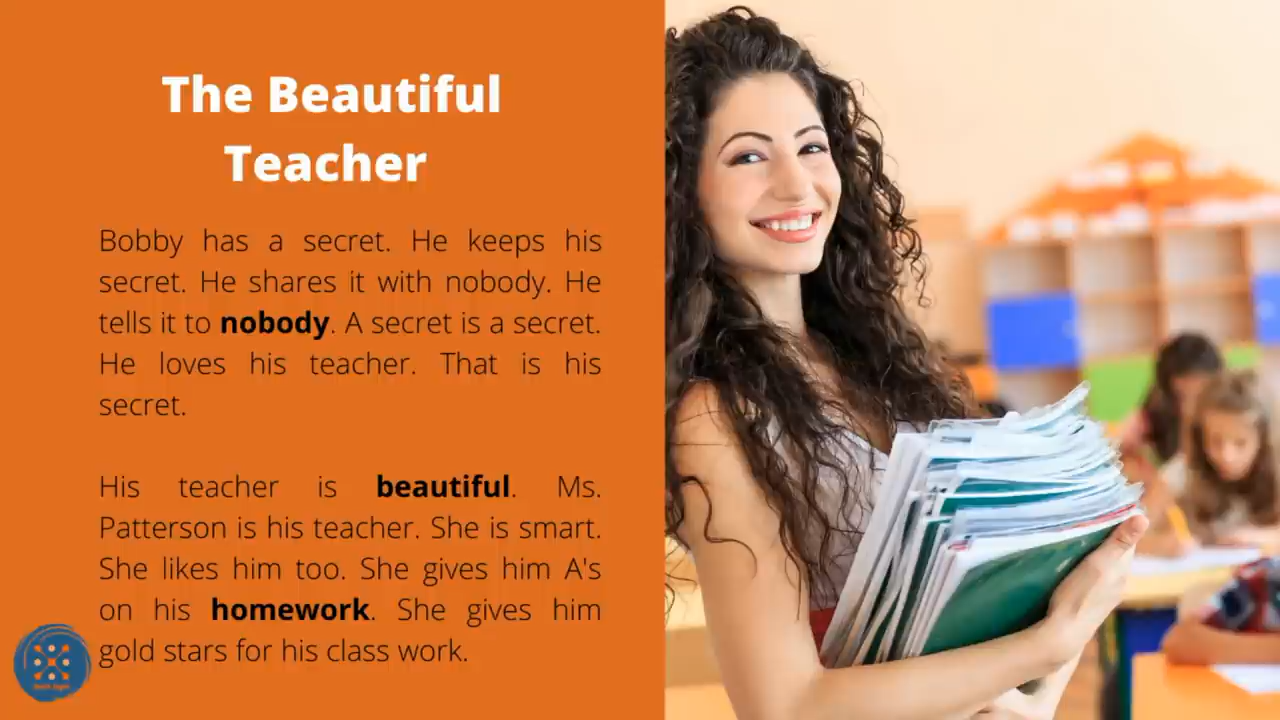 The Beautiful
Teacher
Bobby has a secret. He keeps his
secret. He shares it with nobody. He
tells it to nobody. A secret is a secret.
He loves his teacher. That is his
secret.
His teacher is beautiful. Ms.
Patterson is his teacher. She is smart.
She likes him too. She gives him A's
on his homework. She gives him
gold stars for his class work.